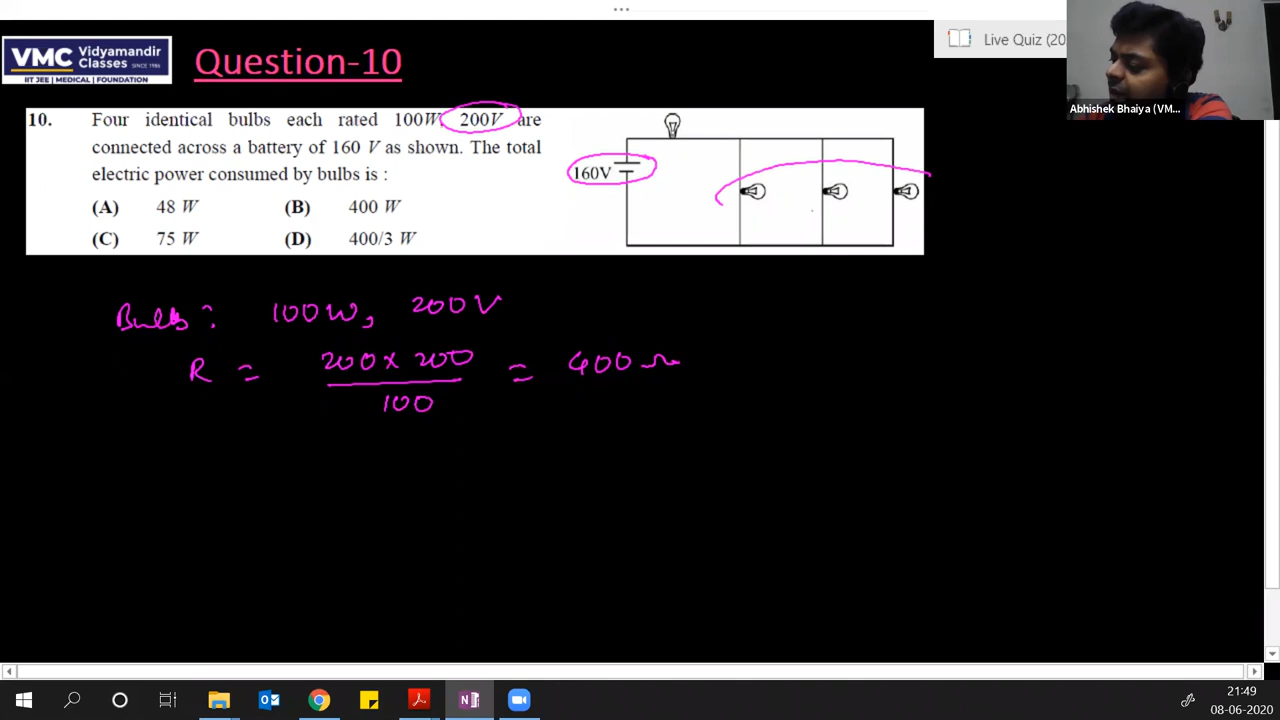 Live Quiz (20
Abhishek Bhaiya (VM...
VMC Vidyamandir Classes SINCE 1986
IIT JEE | MEDICAL | FOUNDATION
Question-10
10. Four identical bulbs each rated 100W, 200V are
connected across a battery of 160 V as shown. The total
electric power consumed by bulbs is :
(A) 48 W (B) 400 W
(C) 75 W (D) 400/3 W
160V
Bulbs : 100W, 200V
R = 200 x 200 / 100 = 400 Ω
21:49
08-06-2020